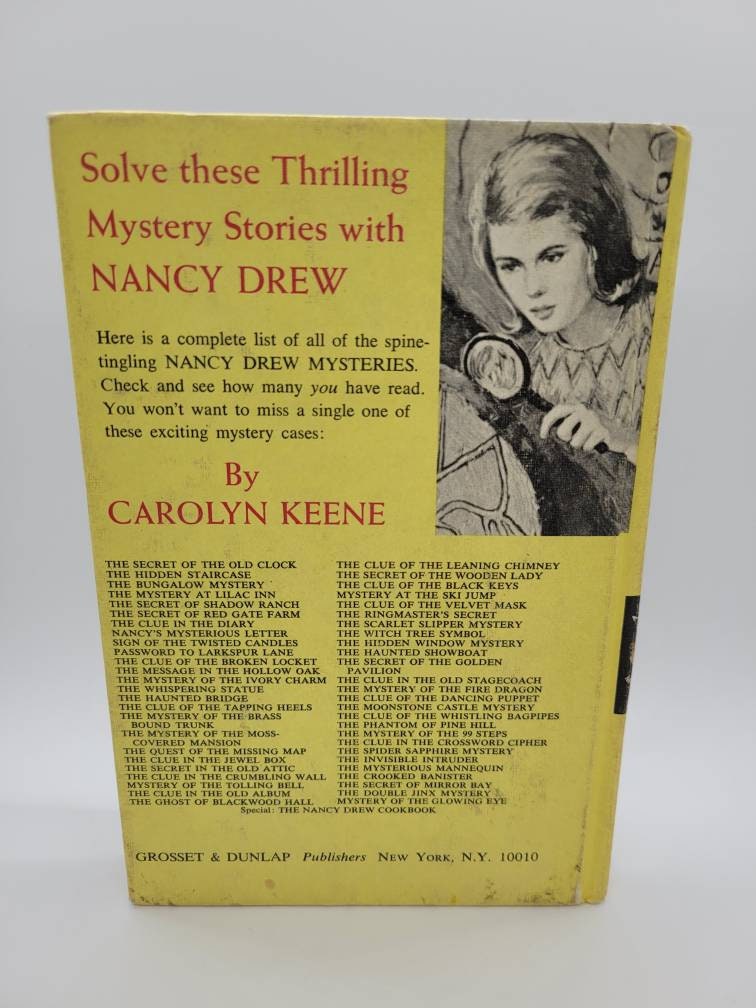 Solve these Thrilling
Mystery Stories with
NANCY DREW
Here is a complete list of all of the spine-
tingling NANCY DREW MYSTERIES.
Check and see how many you have read.
You won't want to miss a single one of
these exciting mystery cases:
By
CAROLYN KEENE
THE SECRET OF THE OLD CLOCK
THE HIDDEN STAIRCASE
THE BUNGALOW MYSTERY
THE MYSTERY AT LILAC INN
THE SECRET OF SHADOW RANCH
THE SECRET OF RED GATE FARM
THE CLUE IN THE DIARY
NANCY'S MYSTERIOUS LETTER
SIGN OF THE TWISTED CANDLES
PASSWORD TO LARKSPUR LANE
THE CLUE OF THE BROKEN LOCKET
THE MESSAGE IN THE HOLLOW OAK
THE MYSTERY OF THE IVORY CHARM
THE WHISPERING STATUE
THE HAUNTED BRIDGE
THE CLUE OF THE TAPPING HEELS
THE MYSTERY OF THE BRASS
BOUND TRUNK
THE MYSTERY OF THE MOSS-
COVERED MANSION
THE QUEST OF THE MISSING MAP
THE CLUE IN THE JEWEL BOX
THE SECRET IN THE OLD ATTIC
THE CLUE IN THE CRUMBLING WALL
MYSTERY OF THE TOLLING BELL
THE CLUE IN THE OLD ALBUM
THE GHOST OF BLACKWOOD HALL
THE CLUE OF THE LEANING CHIMNEY
THE SECRET OF THE WOODEN LADY
THE CLUE OF THE BLACK KEYS
MYSTERY AT THE SKI JUMP
THE CLUE OF THE VELVET MASK
THE RINGMASTER'S SECRET
THE SCARLET SLIPPER MYSTERY
THE WITCH TREE SYMBOL
THE HIDDEN WINDOW MYSTERY
THE HAUNTED SHOWBOAT
THE SECRET OF THE GOLDEN
PAVILION
THE CLUE IN THE OLD STAGECOACH
THE MYSTERY OF THE FIRE DRAGON
THE CLUE OF THE DANCING PUPPET
THE MOONSTONE CASTLE MYSTERY
THE CLUE OF THE WHISTLING BAGPIPES
THE PHANTOM OF PINE HILL
THE MYSTERY OF THE 99 STEPS
THE CLUE IN THE CROSSWORD CIPHER
THE SPIDER SAPPHIRE MYSTERY
THE INVISIBLE INTRUDER
THE MYSTERIOUS MANNEQUIN
THE CROOKED BANISTER
THE SECRET OF MIRROR BAY
THE DOUBLE JINX MYSTERY
MYSTERY OF THE GLOWING EYE
Special: THE NANCY DREW COOKBOOK
GROSSET & DUNLAP Publishers NEW YORK, N.Y. 10010